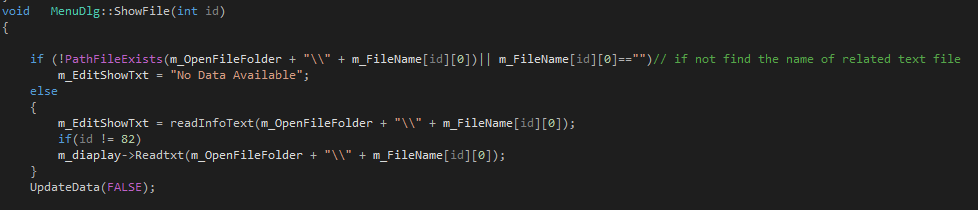 void   MenuDlg::ShowFile(int id)
{
    if (!PathFileExists(m_OpenFileFolder + "\\" + m_FileName[id][0])|| m_FileName[id][0]=="")// if not find the name of related text file
        m_EditShowTxt = "No Data Available";
    else
    {
        m_EditShowTxt = readInfoText(m_OpenFileFolder + "\\" + m_FileName[id][0]);
        if(id != 82)
        m_diaplay->Readtxt(m_OpenFileFolder + "\\" + m_FileName[id][0]);
    }
    UpdateData(FALSE);